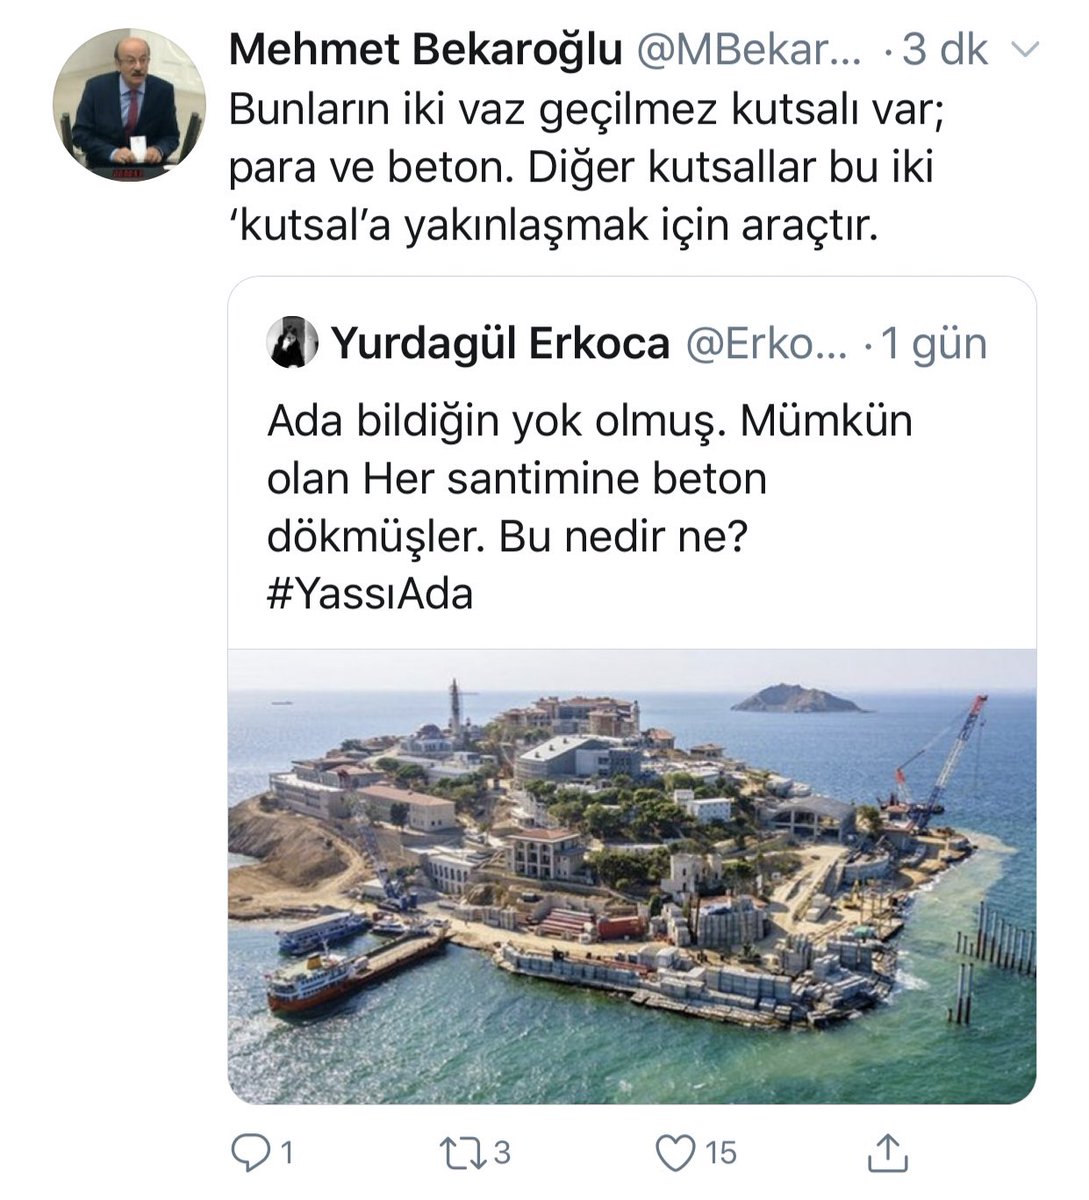 Mehmet Bekaroğlu @MBekar... · 3 dk
Bunların iki vaz geçilmez kutsalı var;
para ve beton. Diğer kutsallar bu iki
‘kutsal’a yakınlaşmak için araçtır.
Yurdagül Erkoca @Erko... · 1 gün
Ada bildiğin yok olmuş. Mümkün
olan Her santimine beton
dökmüşler. Bu nedir ne?
#YassıAda
1 3 15